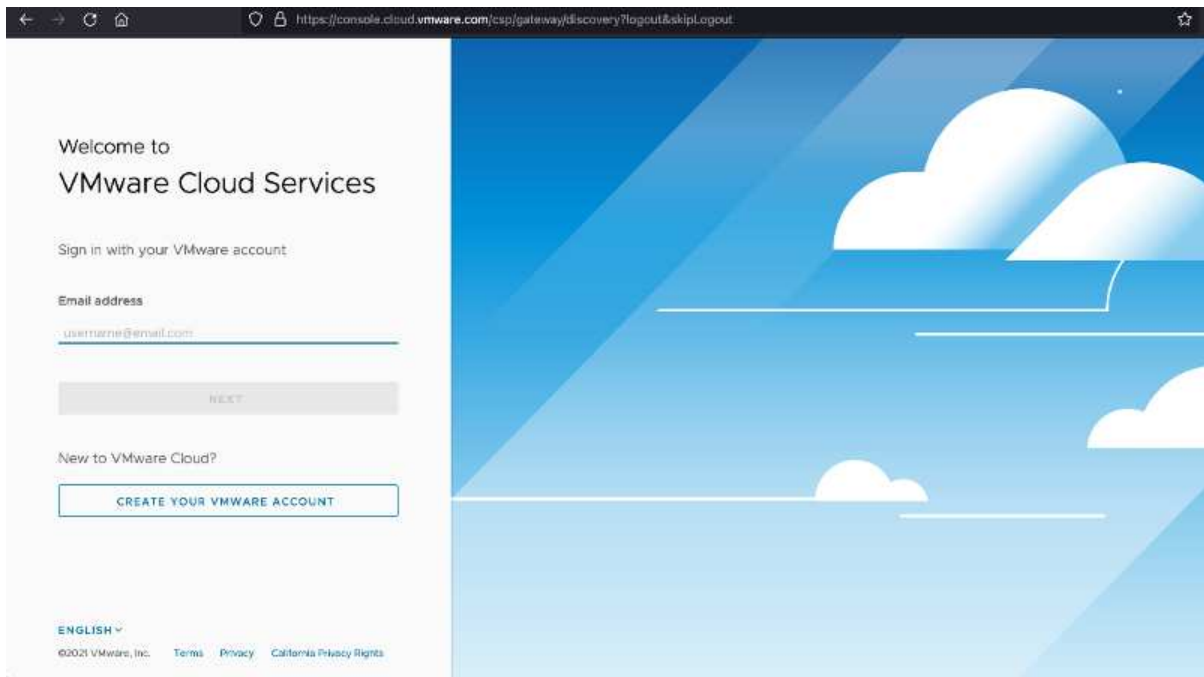 https://console.cloud.vmware.com/csp/gateway/discovery?logout&skipLogout
Welcome to
VMware Cloud Services
Sign in with your VMware account
Email address
username@email.com
NEXT
New to VMware Cloud?
CREATE YOUR VMWARE ACCOUNT
ENGLISH
©2021 VMware, Inc. Terms Privacy California Privacy Rights